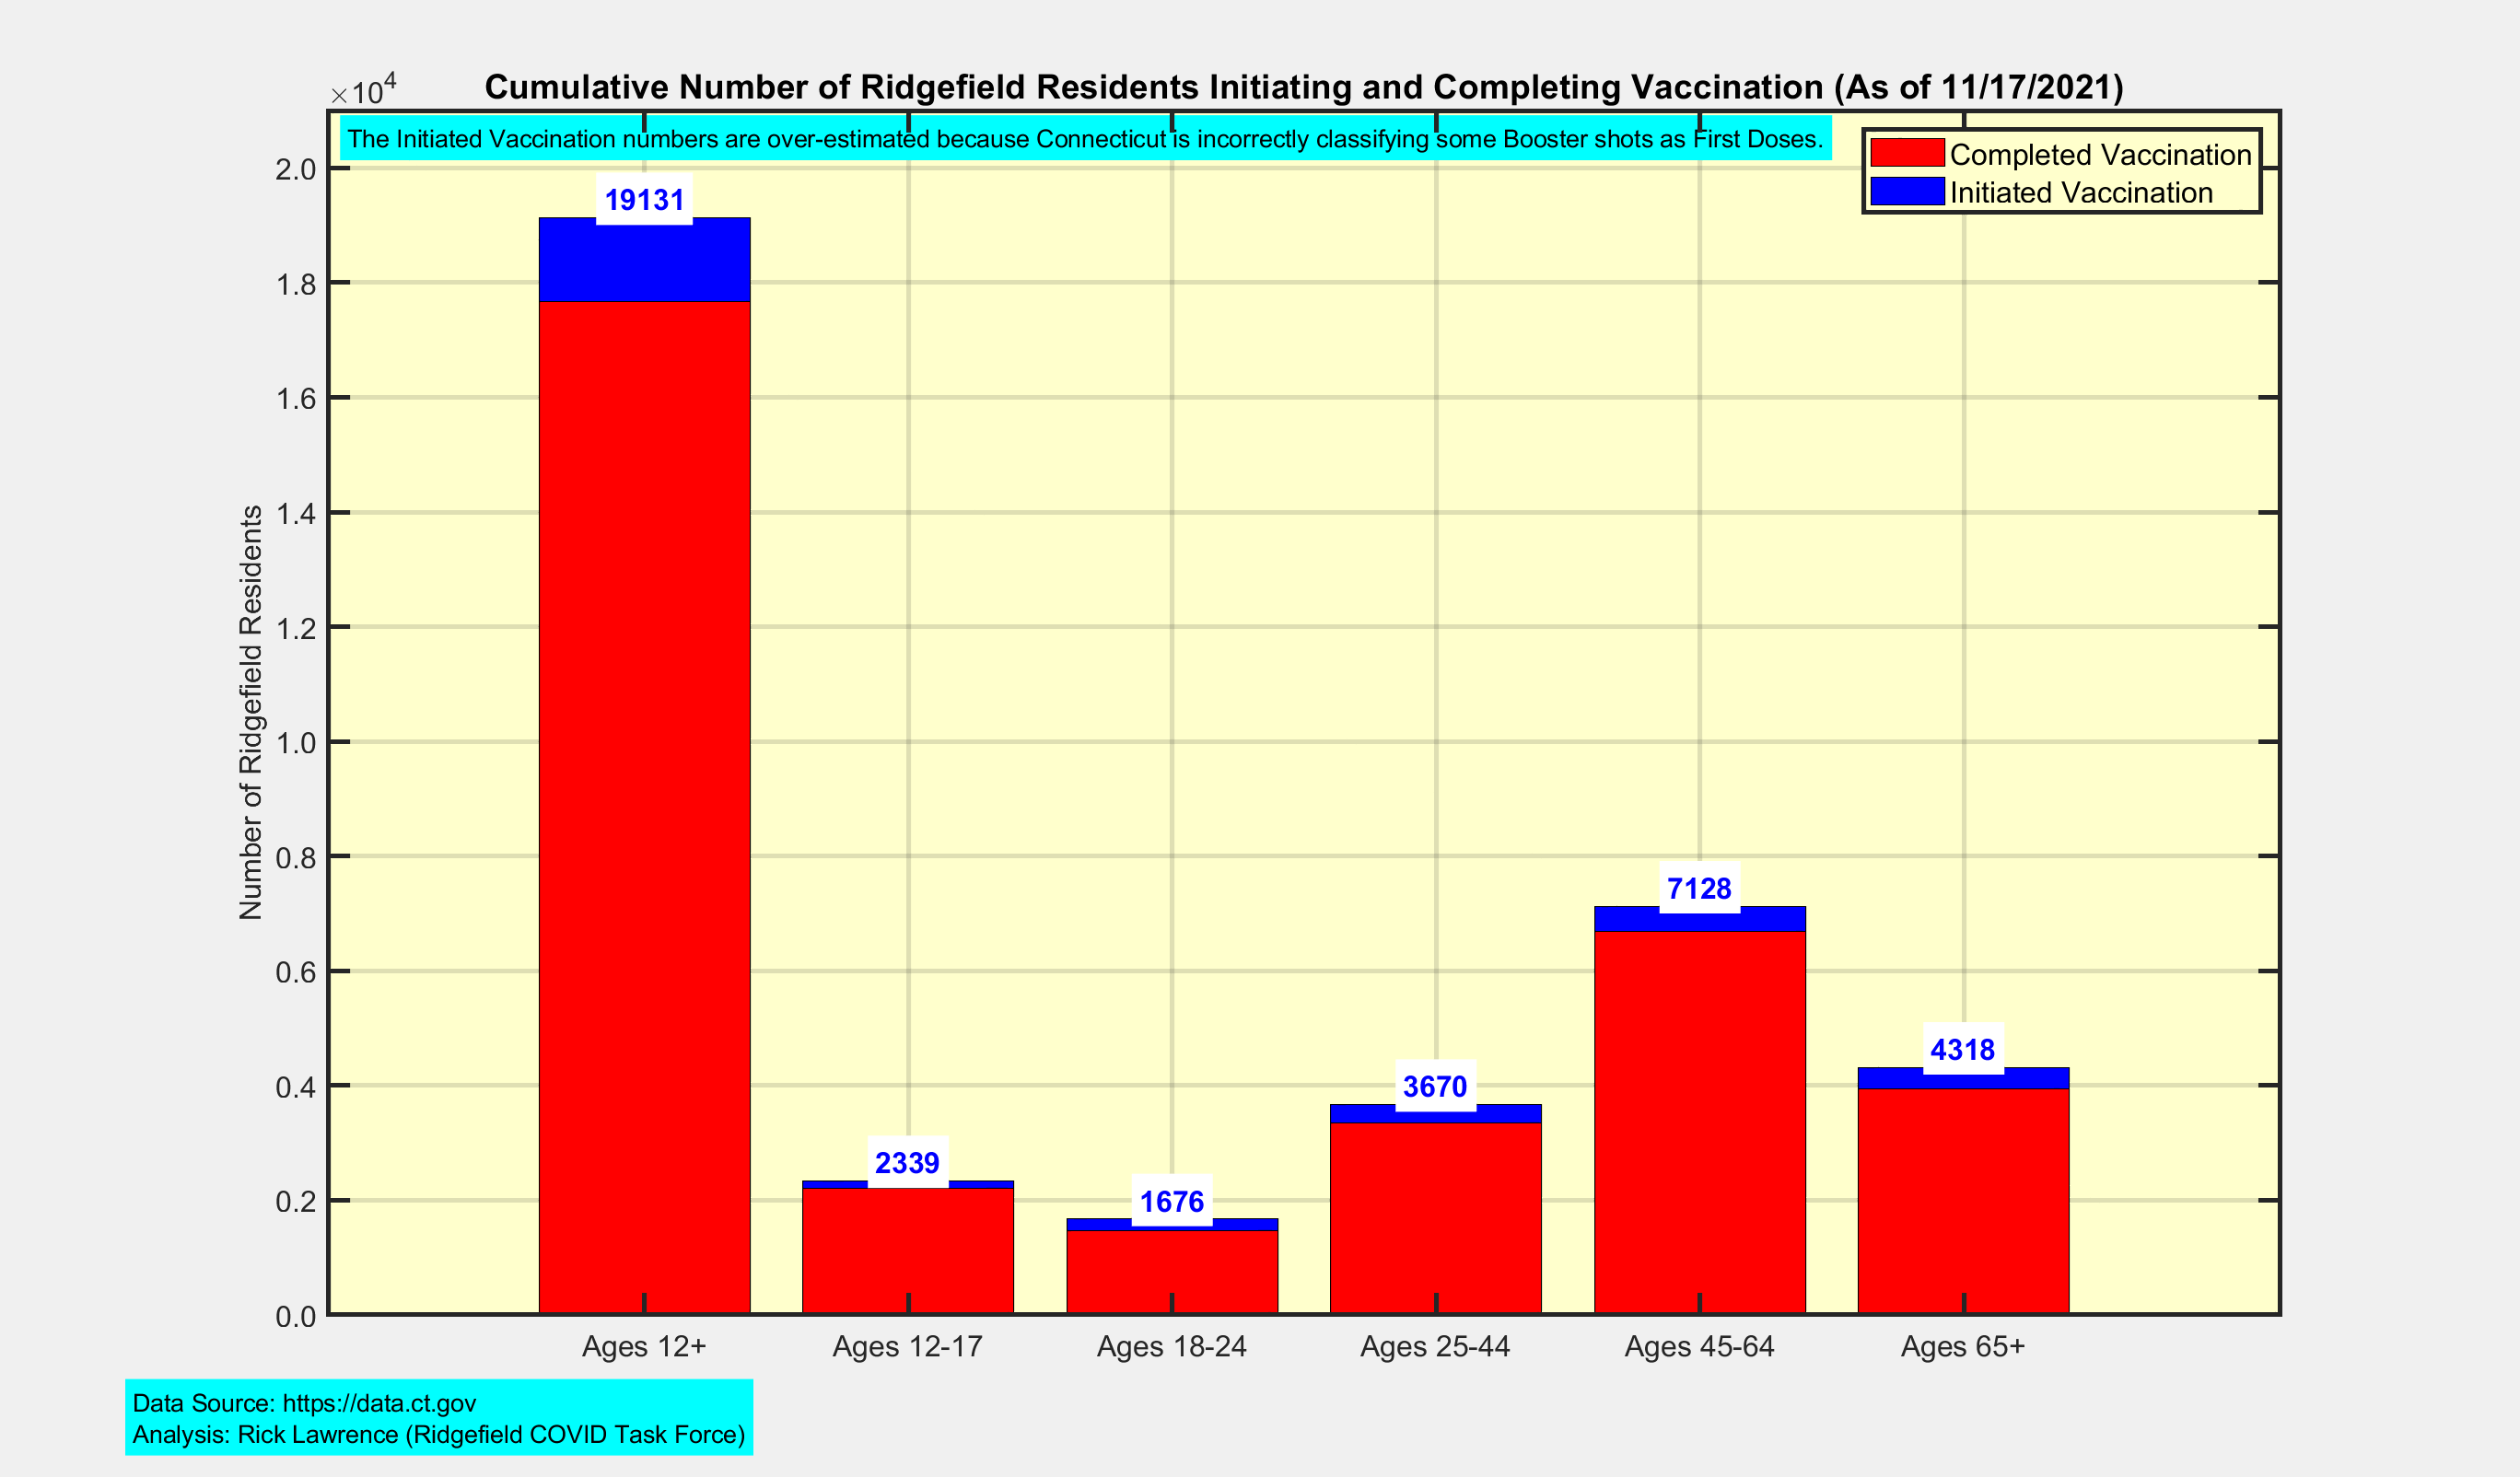 Cumulative Number of Ridgefield Residents Initiating and Completing Vaccination (As of 11/17/2021)
×10⁴
The Initiated Vaccination numbers are over-estimated because Connecticut is incorrectly classifying some Booster shots as First Doses.
Completed Vaccination
Initiated Vaccination
Number of Ridgefield Residents
2.0
1.8
1.6
1.4
1.2
1.0
0.8
0.6
0.4
0.2
0.0
19131
2339
1676
3670
7128
4318
Ages 12+
Ages 12-17
Ages 18-24
Ages 25-44
Ages 45-64
Ages 65+
Data Source: https://data.ct.gov
Analysis: Rick Lawrence (Ridgefield COVID Task Force)